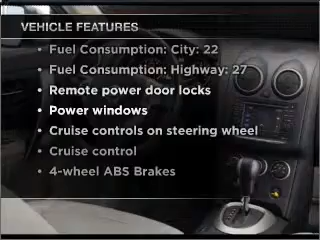 VEHICLE FEATURES
• Fuel Consumption: City: 22
• Fuel Consumption: Highway: 27
• Remote power door locks
• Power windows
• Cruise controls on steering wheel
• Cruise control
• 4-wheel ABS Brakes